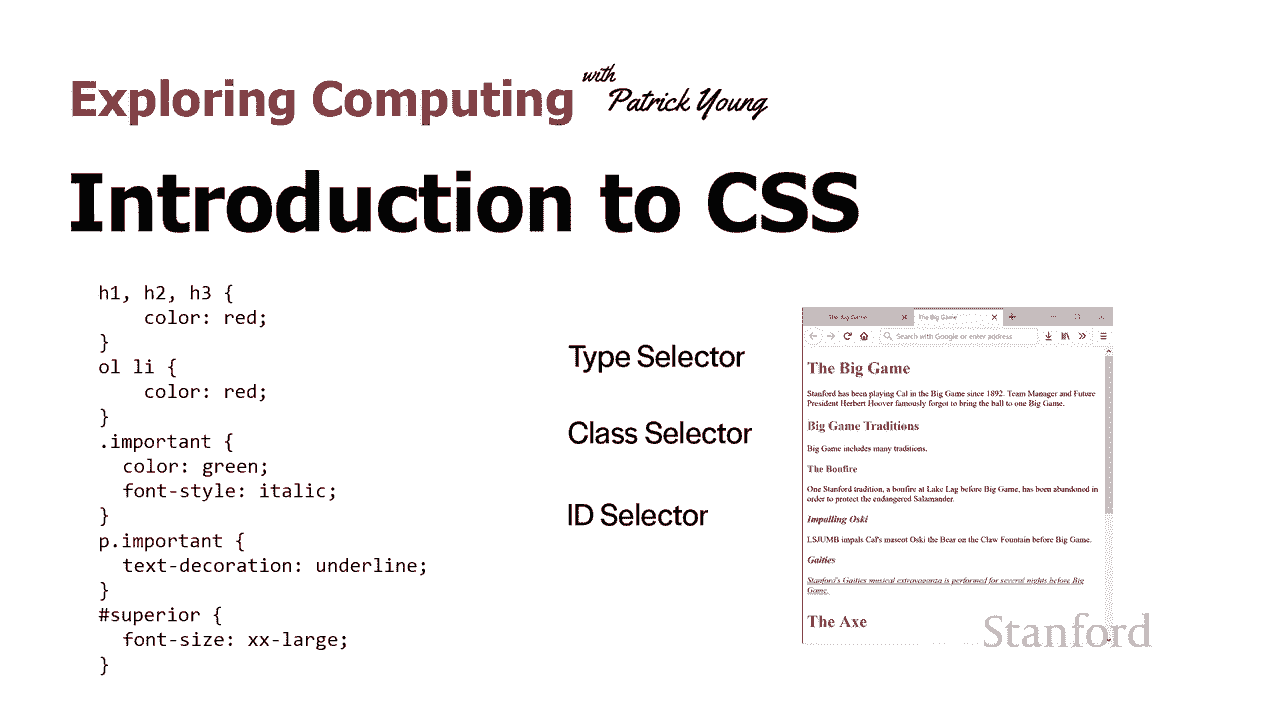 Exploring Computing with Patrick Young
Introduction to CSS
h1, h2, h3 {
    color: red;
}
ol li {
    color: red;
}
.important {
  color: green;
  font-style: italic;
}
p.important {
  text-decoration: underline;
}
#superior {
  font-size: xx-large;
}
Type Selector
Class Selector
ID Selector
The Big Game
The Big Game
Search with Google or enter address
The Big Game
Stanford has been playing Cal in the Big Game since 1892. Team Manager and Future
President Herbert Hoover famously forgot to bring the ball to one Big Game.
Big Game Traditions
Big Game includes many traditions.
The Bonfire
One Stanford tradition, a bonfire at Lake Lag before Big Game, has been abandoned in
order to protect the endangered Salamander.
Impalling Oski
LSJUMB impals Cal's mascot Oski the Bear on the Claw Fountain before Big Game.
Gaities
Stanford's Gaities musical extravaganza is performed for several nights before Big
Game.
The Axe
Stanford